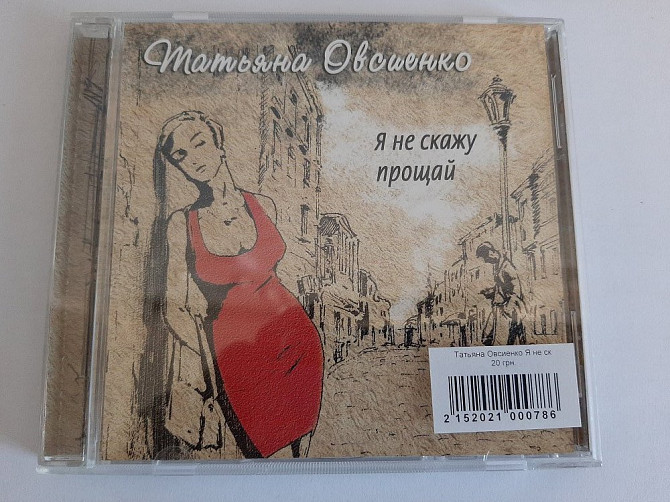 Татьяна Овсиенко
Я не скажу
прощай
Татьяна Овсиенко Я не ск
20 грн.
2 152021 000786